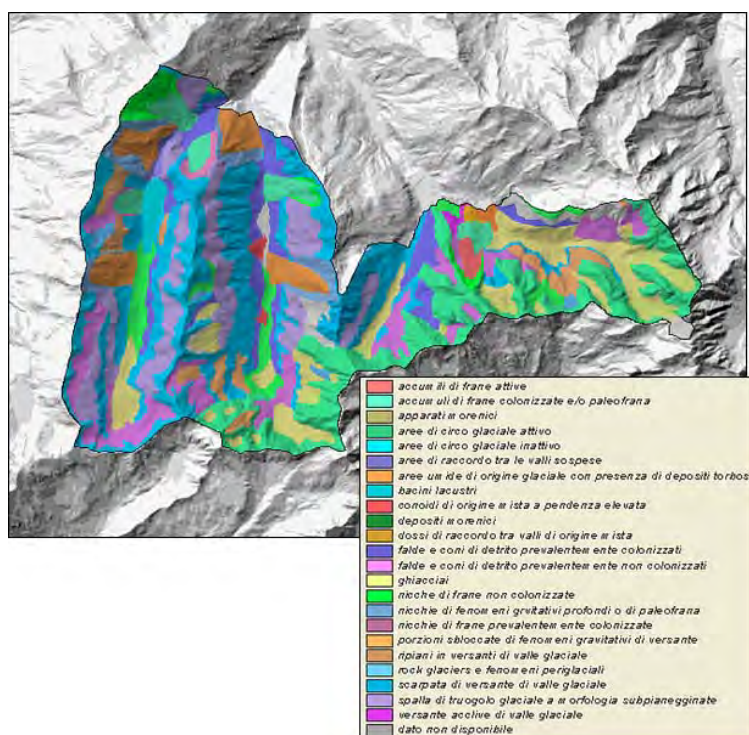 accumili di frane attive
accumuli di frane colonizzate e/o paleofrana
apparati morenici
aree di circo glaciale attivo
aree di circo glaciale inattivo
aree di raccordo tra le valli sospese
aree umide di origine glaciale con presenza di depositi torbos
bacini lacustri
conoidi di origine mista a pendenza elevata
depositi morenici
dossi di raccordo tra valli di origine mista
falde e coni di detrito prevalentemente colonizzati
falde e coni di detrito prevalentemente non colonizzati
ghiacciai
nicche di frane non colonizzate
nicchie di fenomeni grvitativi profondi o di paleofrana
nicchie di frane prevalentemente colonizzate
porzioni sbloccate di fenomeni gravitativi di versante
ripiani in versanti di valle glaciale
rock glaciers e fenomeni periglaciali
scarpata di versante di valle glaciale
spalla di truogolo glaciale a morfologia subpianegginate
versante acclive di valle glaciale
dato non disponibile